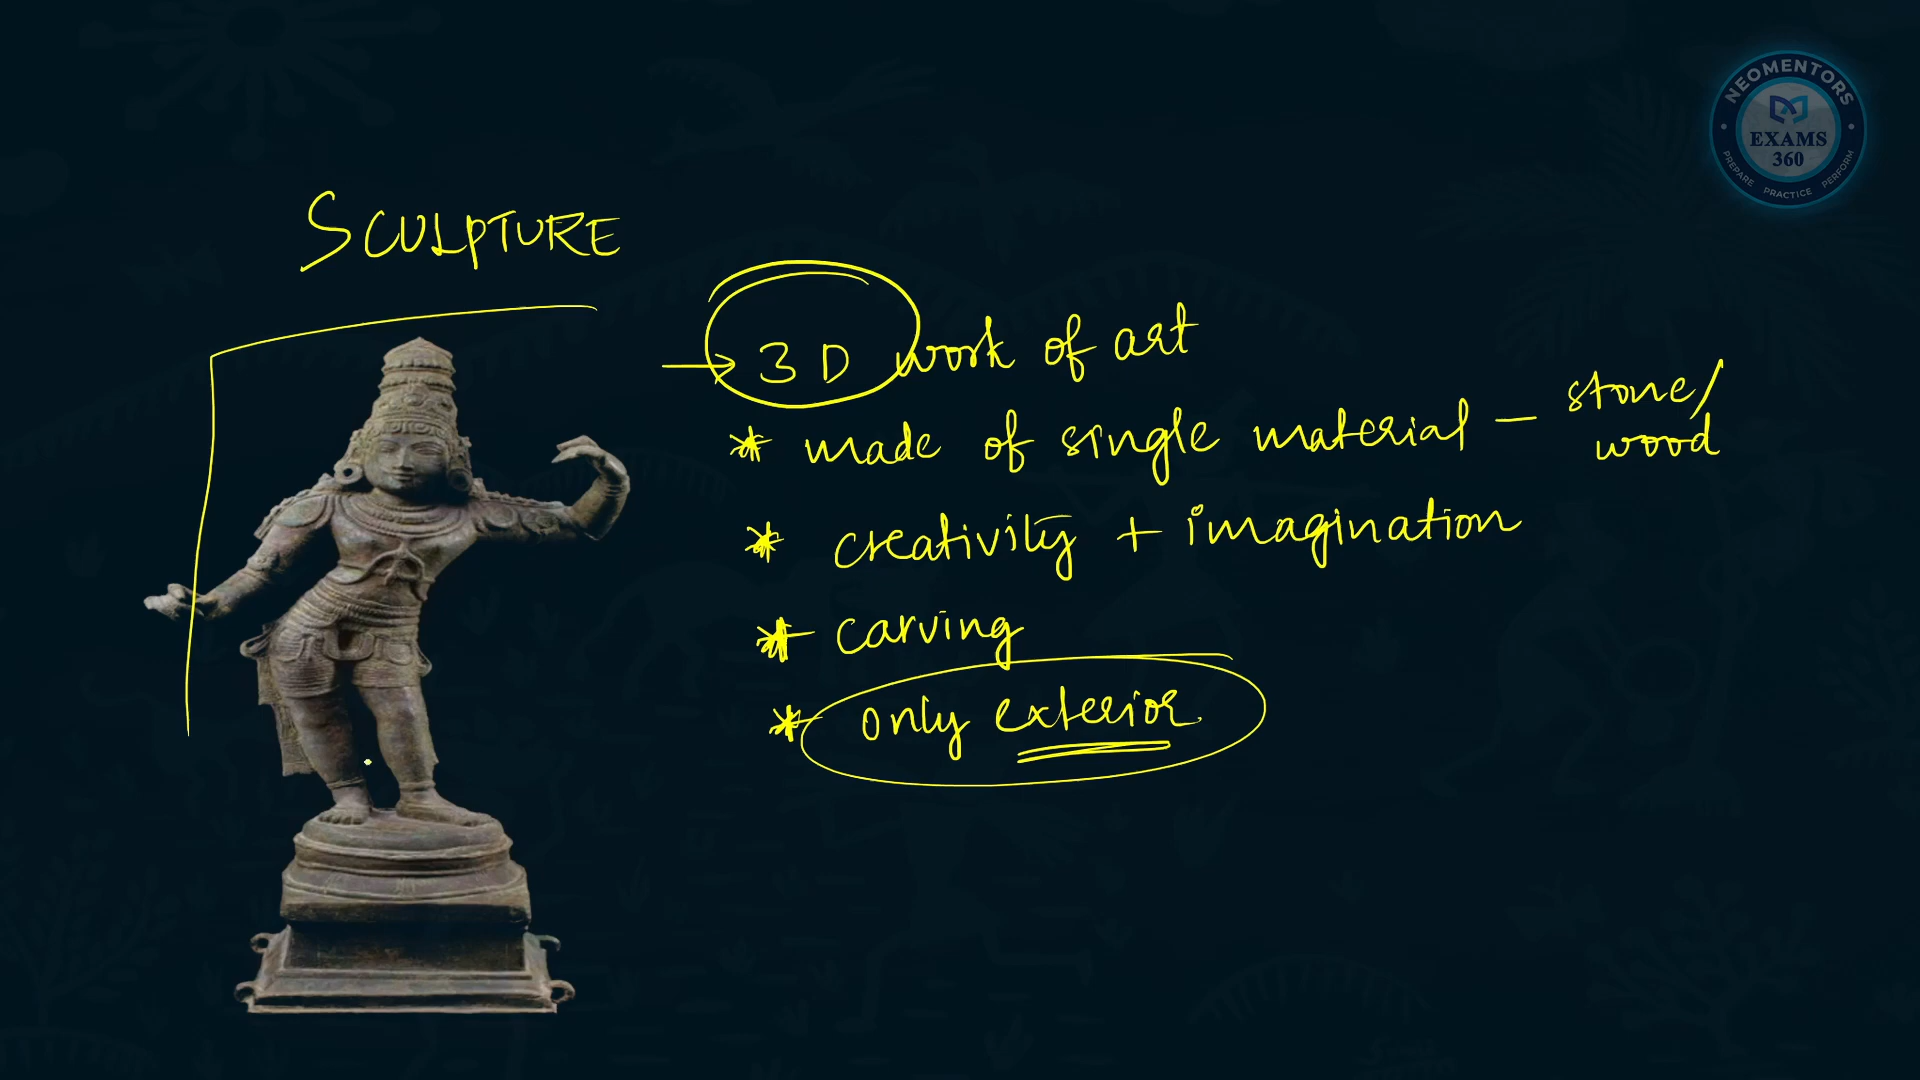 NEOMENTORS
EXAMS
360
PREPARE PRACTICE PERFORM
SCULPTURE
3D work of art
* made of single material - stone/
wood
* creativity + imagination
* carving
* only exterior